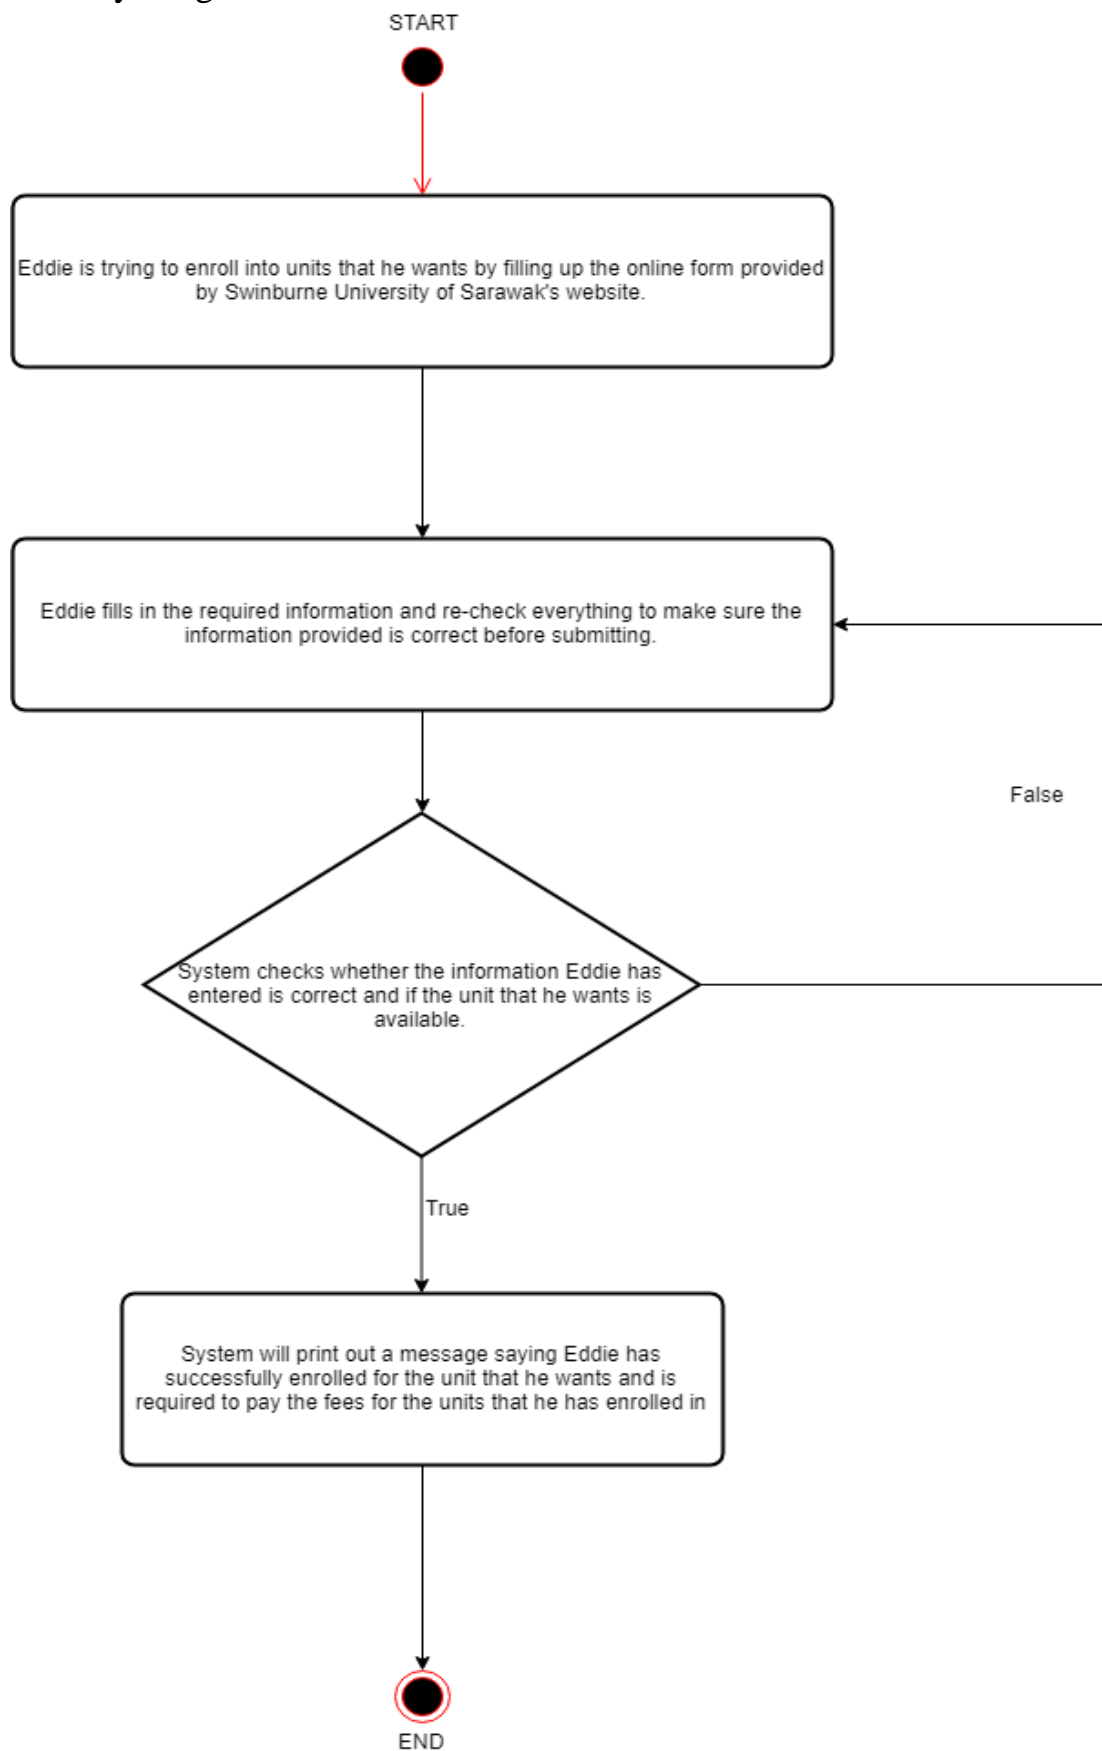 START
Eddie is trying to enroll into units that he wants by filling up the online form provided
by Swinburne University of Sarawak's website.
Eddie fills in the required information and re-check everything to make sure the
information provided is correct before submitting.
False
System checks whether the information Eddie has
entered is correct and if the unit that he wants is
available.
True
System will print out a message saying Eddie has
successfully enrolled for the unit that he wants and is
required to pay the fees for the units that he has enrolled in
END